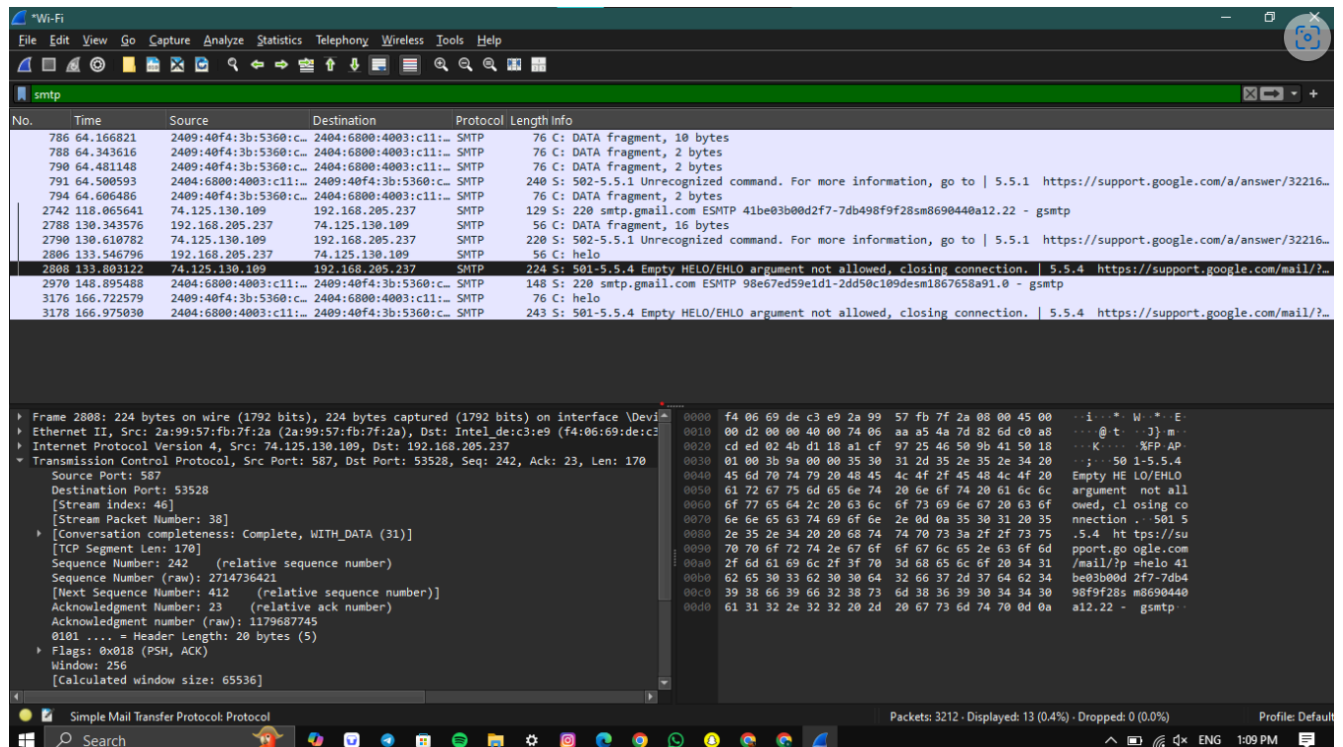 *Wi-Fi
File Edit View Go Capture Analyze Statistics Telephony Wireless Tools Help
smtp
No. Time Source Destination Protocol Length Info
786 64.166821 2409:40f4:3b:5360:c… 2404:6800:4003:c11:… SMTP 76 C: DATA fragment, 10 bytes
788 64.343616 2409:40f4:3b:5360:c… 2404:6800:4003:c11:… SMTP 76 C: DATA fragment, 2 bytes
790 64.481148 2409:40f4:3b:5360:c… 2404:6800:4003:c11:… SMTP 76 C: DATA fragment, 2 bytes
791 64.500593 2404:6800:4003:c11:… 2409:40f4:3b:5360:c… SMTP 240 S: 502-5.5.1 Unrecognized command. For more information, go to | 5.5.1 https://support.google.com/a/answer/32216…
794 64.606486 2409:40f4:3b:5360:c… 2404:6800:4003:c11:… SMTP 76 C: DATA fragment, 2 bytes
2742 118.065641 74.125.130.109 192.168.205.237 SMTP 129 S: 220 smtp.gmail.com ESMTP 41be03b00d2f7-7db498f9f28sm8690440a12.22 - gsmtp
2788 130.343576 192.168.205.237 74.125.130.109 SMTP 56 C: DATA fragment, 16 bytes
2790 130.610782 74.125.130.109 192.168.205.237 SMTP 220 S: 502-5.5.1 Unrecognized command. For more information, go to | 5.5.1 https://support.google.com/a/answer/32216…
2806 133.546796 192.168.205.237 74.125.130.109 SMTP 56 C: helo
2808 133.803122 74.125.130.109 192.168.205.237 SMTP 224 S: 501-5.5.4 Empty HELO/EHLO argument not allowed, closing connection. | 5.5.4 https://support.google.com/mail/?…
2970 148.895488 2404:6800:4003:c11:… 2409:40f4:3b:5360:c… SMTP 148 S: 220 smtp.gmail.com ESMTP 98e67ed59e1d1-2dd50c109desm1867658a91.0 - gsmtp
3176 166.722579 2409:40f4:3b:5360:c… 2404:6800:4003:c11:… SMTP 76 C: helo
3178 166.975030 2404:6800:4003:c11:… 2409:40f4:3b:5360:c… SMTP 243 S: 501-5.5.4 Empty HELO/EHLO argument not allowed, closing connection. | 5.5.4 https://support.google.com/mail/?…
Frame 2808: 224 bytes on wire (1792 bits), 224 bytes captured (1792 bits) on interface \Devi
Ethernet II, Src: 2a:99:57:fb:7f:2a (2a:99:57:fb:7f:2a), Dst: Intel_de:c3:e9 (f4:06:69:de:c3
Internet Protocol Version 4, Src: 74.125.130.109, Dst: 192.168.205.237
Transmission Control Protocol, Src Port: 587, Dst Port: 53528, Seq: 242, Ack: 23, Len: 170
Source Port: 587
Destination Port: 53528
[Stream index: 46]
[Stream Packet Number: 38]
[Conversation completeness: Complete, WITH_DATA (31)]
[TCP Segment Len: 170]
Sequence Number: 242 (relative sequence number)
Sequence Number (raw): 2714736421
[Next Sequence Number: 412 (relative sequence number)]
Acknowledgment Number: 23 (relative ack number)
Acknowledgment number (raw): 1179687745
0101 .... = Header Length: 20 bytes (5)
Flags: 0x018 (PSH, ACK)
Window: 256
[Calculated window size: 65536]
0000 f4 06 69 de c3 e9 2a 99 57 fb 7f 2a 08 00 45 00 ··i···*· W··*··E·
0010 00 d2 00 00 40 00 74 06 aa a5 4a 7d 82 6d c0 a8 ····@·t· ··J}·m··
0020 cd ed 02 4b d1 18 a1 cf 97 25 46 50 9b 41 50 18 ···K···· ·%FP·AP·
0030 01 00 3b 9a 00 00 35 30 31 2d 35 2e 35 2e 34 20 ··;···50 1-5.5.4
0040 45 6d 70 74 79 20 48 45 4c 4f 2f 45 48 4c 4f 20 Empty HE LO/EHLO
0050 61 72 67 75 6d 65 6e 74 20 6e 6f 74 20 61 6c 6c argument not all
0060 6f 77 65 64 2c 20 63 6c 6f 73 69 6e 67 20 63 6f owed, cl osing co
0070 6e 6e 65 63 74 69 6f 6e 2e 0d 0a 35 30 31 20 35 nnection .··501 5
0080 2e 35 2e 34 20 20 68 74 74 70 73 3a 2f 2f 73 75 .5.4 ht tps://su
0090 70 70 6f 72 74 2e 67 6f 6f 67 6c 65 2e 63 6f 6d pport.go ogle.com
00a0 2f 6d 61 69 6c 2f 3f 70 3d 68 65 6c 6f 20 34 31 /mail/?p =helo 41
00b0 62 65 30 33 62 30 30 64 32 66 37 2d 37 64 62 34 be03b00d 2f7-7db4
00c0 39 38 66 39 66 32 38 73 6d 38 36 39 30 34 34 30 98f9f28s m8690440
00d0 61 31 32 2e 32 32 20 2d 20 67 73 6d 74 70 0d 0a a12.22 - gsmtp··
Simple Mail Transfer Protocol: Protocol Packets: 3212 · Displayed: 13 (0.4%) · Dropped: 0 (0.0%) Profile: Default
Search ENG 1:09 PM